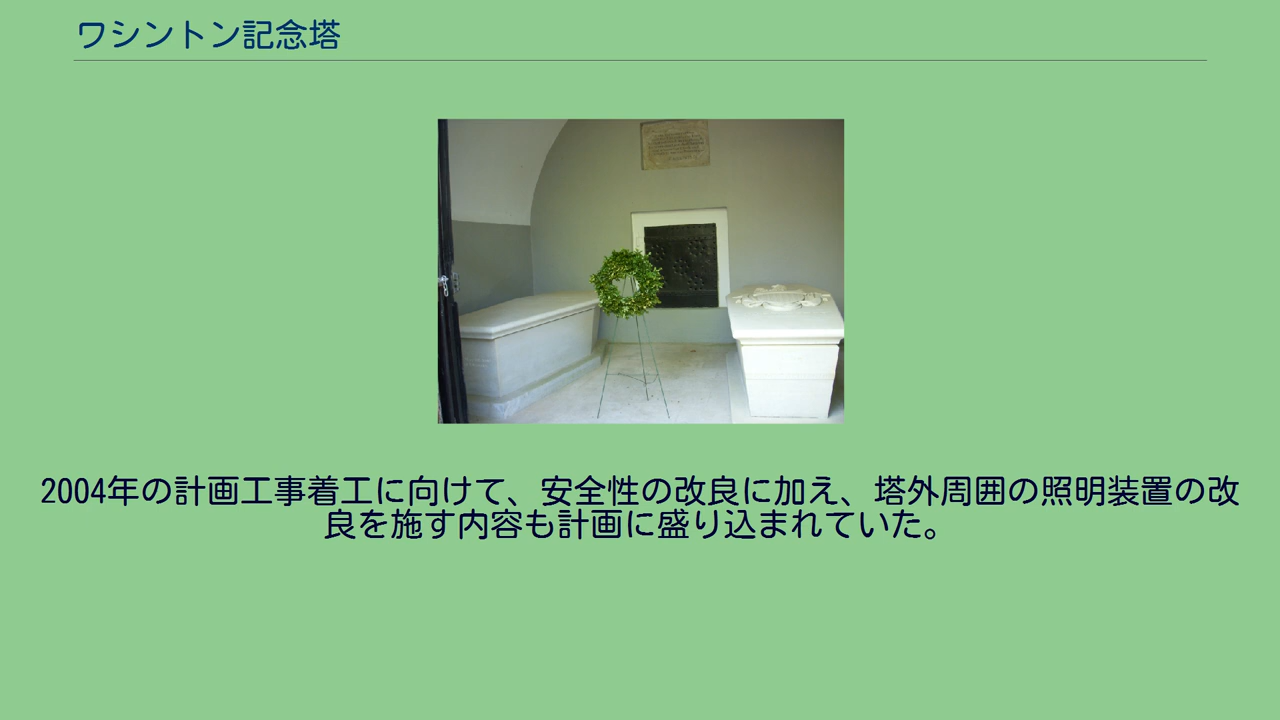 ワシントン記念塔
2004年の計画工事着工に向けて、安全性の改良に加え、塔外周囲の照明装置の改
良を施す内容も計画に盛り込まれていた。